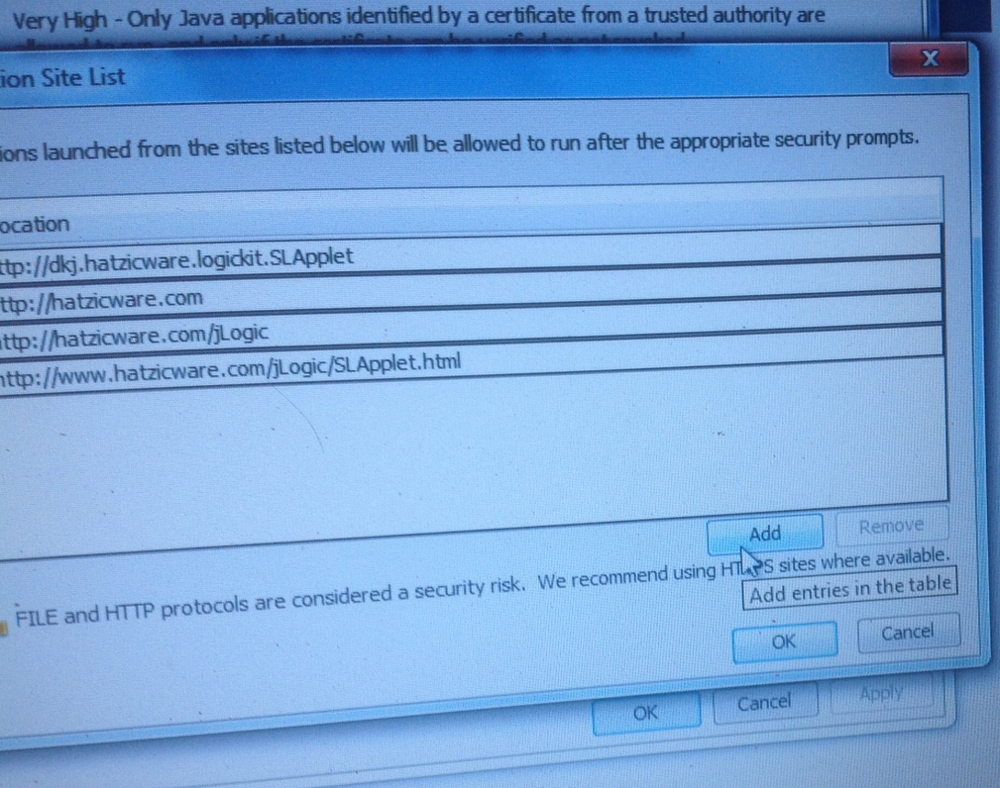 Very High - Only Java applications identified by a certificate from a trusted authority are
ion Site List
ions launched from the sites listed below will be allowed to run after the appropriate security prompts.
ocation
ttp://dkj.hatzicware.logickit.SLApplet
ttp://hatzicware.com
ttp://hatzicware.com/jLogic
http://www.hatzicware.com/jLogic/SLApplet.html
Add
Remove
FILE and HTTP protocols are considered a security risk. We recommend using HTTPS sites where available.
Add entries in the table
OK
Cancel
OK
Cancel
Apply